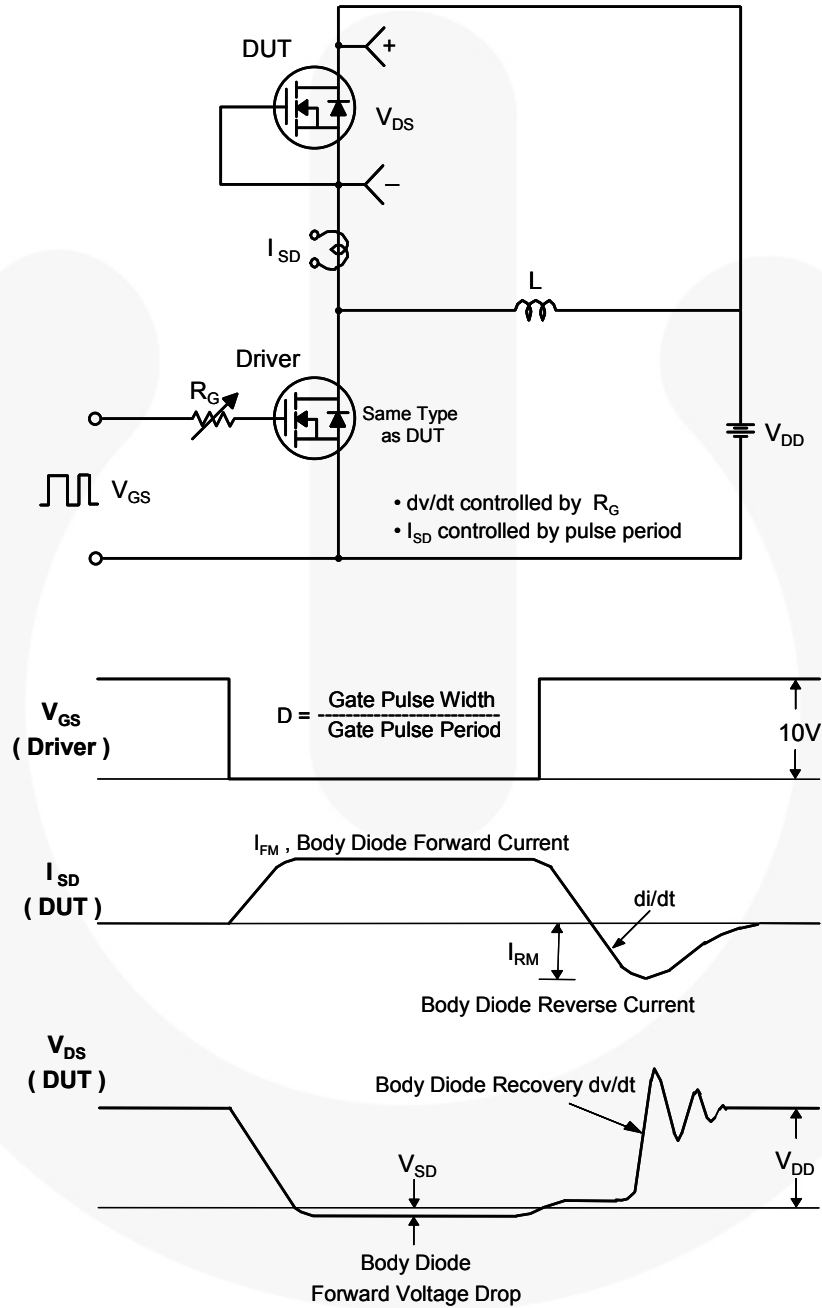 DUT
+
V_DS
–
I_SD
L
Driver
R_G
Same Type
as DUT
V_DD
V_GS
• dv/dt controlled by R_G
• I_SD controlled by pulse period
V_GS
( Driver )
D = Gate Pulse Width
Gate Pulse Period
10V
I_FM , Body Diode Forward Current
I_SD
( DUT )
di/dt
I_RM
Body Diode Reverse Current
V_DS
( DUT )
Body Diode Recovery dv/dt
V_SD
V_DD
Body Diode
Forward Voltage Drop